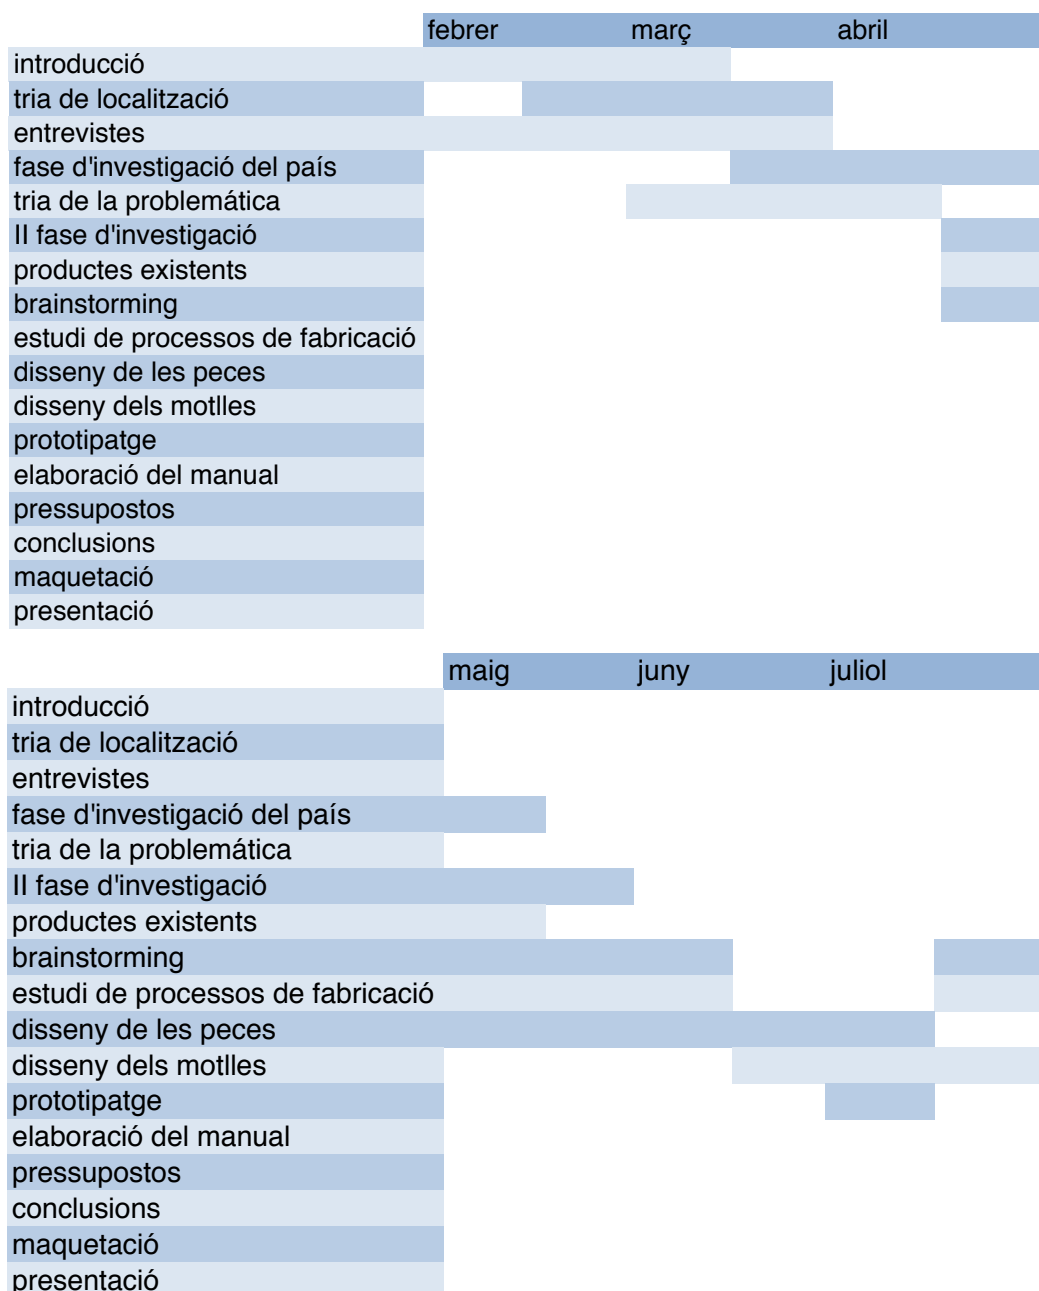 febrer març abril
introducció
tria de localització
entrevistes
fase d'investigació del país
tria de la problemática
II fase d'investigació
productes existents
brainstorming
estudi de processos de fabricació
disseny de les peces
disseny dels motlles
prototipatge
elaboració del manual
pressupostos
conclusions
maquetació
presentació
maig juny juliol
introducció
tria de localització
entrevistes
fase d'investigació del país
tria de la problemática
II fase d'investigació
productes existents
brainstorming
estudi de processos de fabricació
disseny de les peces
disseny dels motlles
prototipatge
elaboració del manual
pressupostos
conclusions
maquetació
presentació